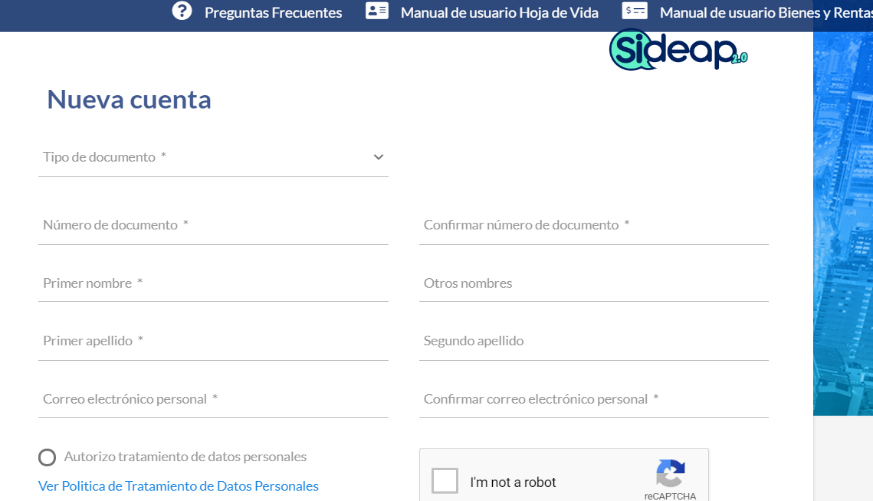 Preguntas Frecuentes Manual de usuario Hoja de Vida Manual de usuario Bienes y Rentas
Sideap 2.0
Nueva cuenta
Tipo de documento *
Número de documento * Confirmar número de documento *
Primer nombre * Otros nombres
Primer apellido * Segundo apellido
Correo electrónico personal * Confirmar correo electrónico personal *
Autorizo tratamiento de datos personales
I'm not a robot
reCAPTCHA
Ver Politica de Tratamiento de Datos Personales